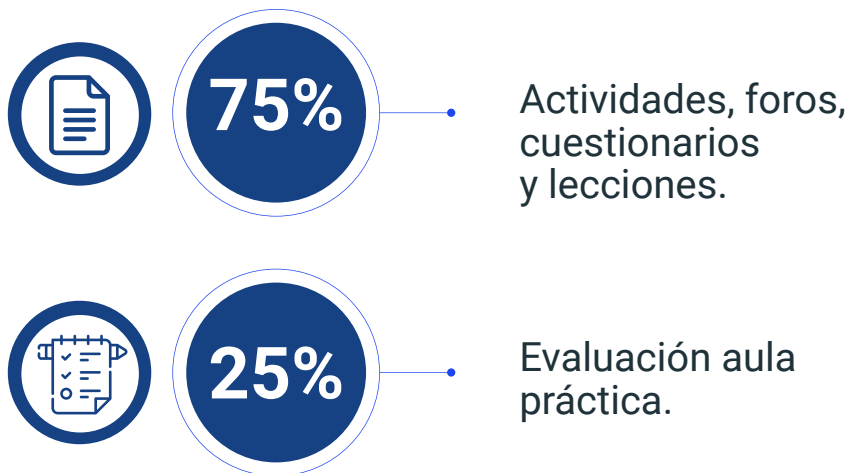 75%
Actividades, foros,
cuestionarios
y lecciones.
25%
Evaluación aula
práctica.